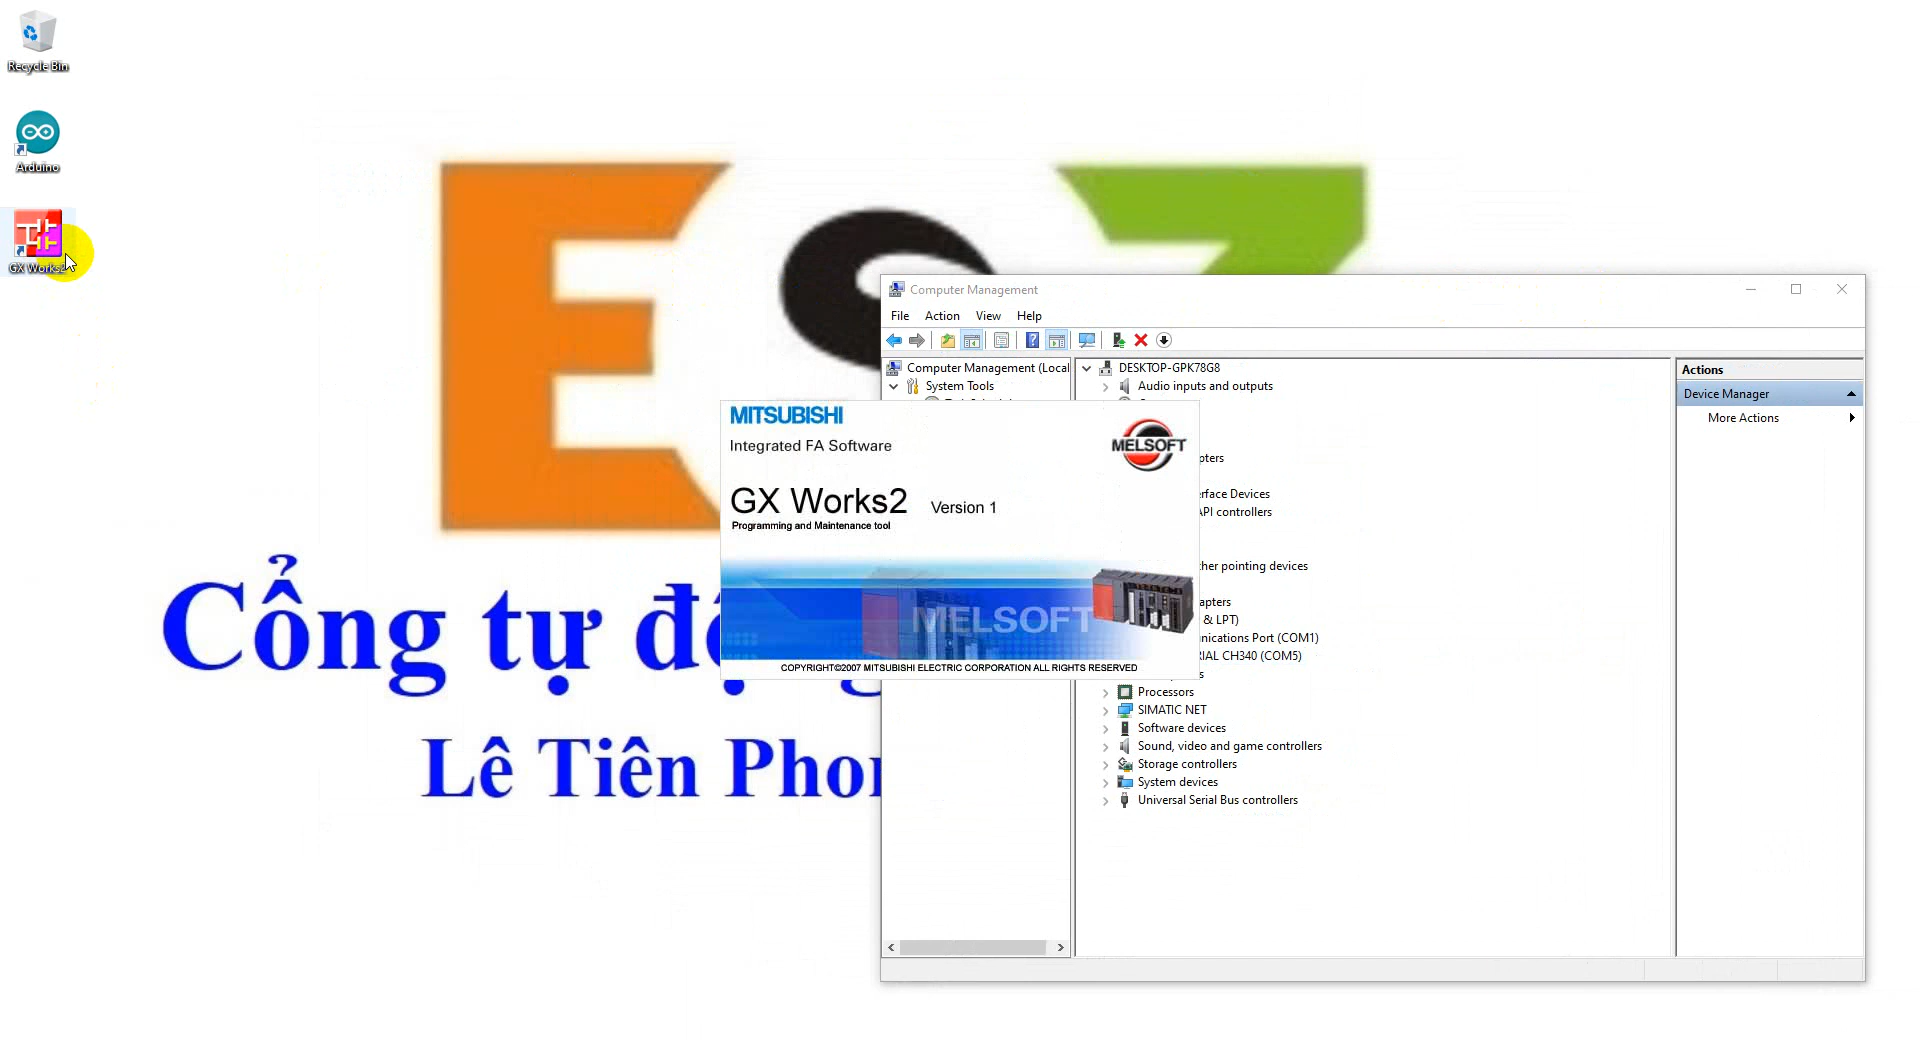 Recycle Bin
Arduino
GX Works2
ES
Cổng tự
Lê Tiên
Computer Management
File Action View Help
Computer Management (Local
System Tools
DESKTOP-GPK78G8
Audio inputs and outputs
Actions
Device Manager
More Actions
MITSUBISHI
Integrated FA Software
MELSOFT
GX Works2 Version 1
Programming and Maintenance tool
MELSOFT
COPYRIGHT©2007 MITSUBISHI ELECTRIC CORPORATION ALL RIGHTS RESERVED
rface Devices
API controllers
her pointing devices
& LPT)
nications Port (COM1)
IAL CH340 (COM5)
Processors
SIMATIC NET
Software devices
Sound, video and game controllers
Storage controllers
System devices
Universal Serial Bus controllers